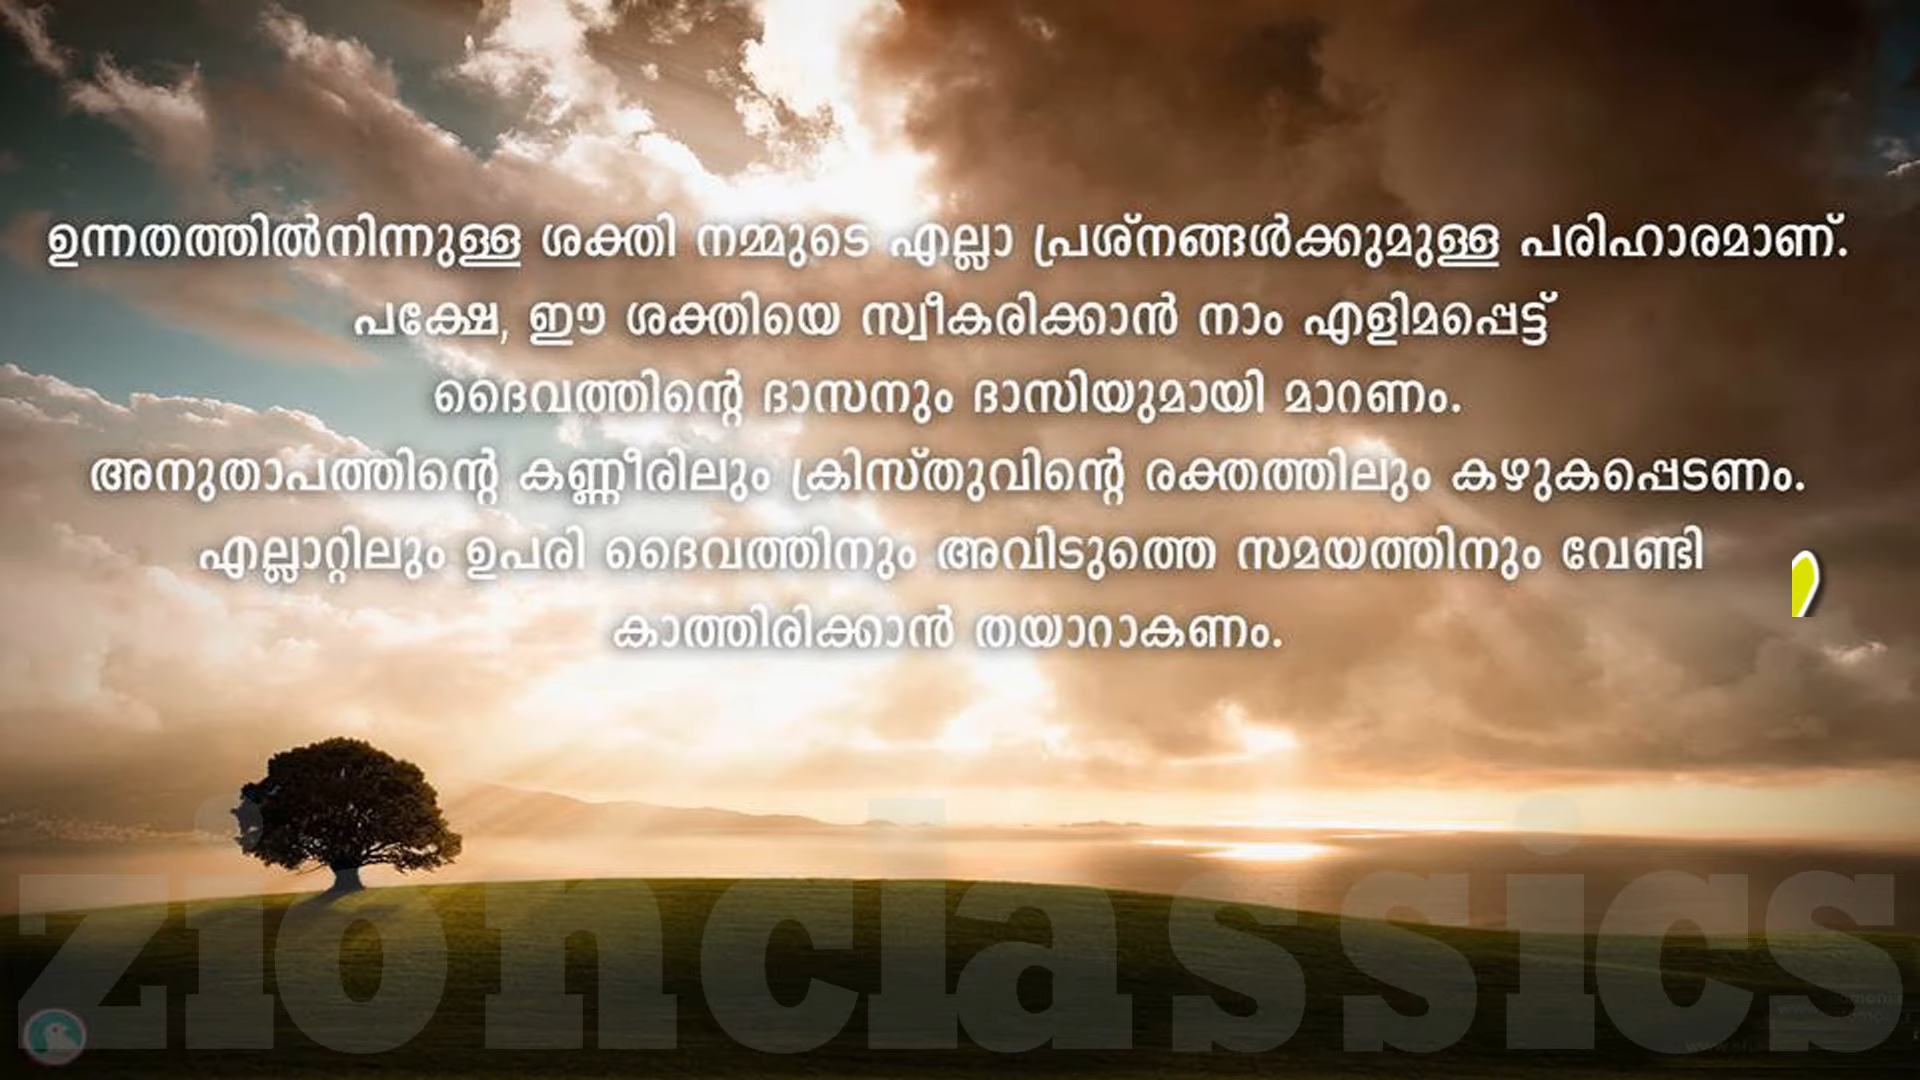 ഉന്നതത്തിൽനിന്നുള്ള ശക്തി നമ്മുടെ എല്ലാ പ്രശ്നങ്ങൾക്കുമുള്ള പരിഹാരമാണ്.
പക്ഷേ, ഈ ശക്തിയെ സ്വീകരിക്കാൻ നാം എളിമപ്പെട്ട്
ദൈവത്തിന്റെ ദാസനും ദാസിയുമായി മാറണം.
അനുതാപത്തിന്റെ കണ്ണീരിലും ക്രിസ്തുവിന്റെ രക്തത്തിലും കഴുകപ്പെടണം.
എല്ലാറ്റിലും ഉപരി ദൈവത്തിനും അവിടുത്തെ സമയത്തിനും വേണ്ടി
കാത്തിരിക്കാൻ തയാറാകണം.
zionclassics